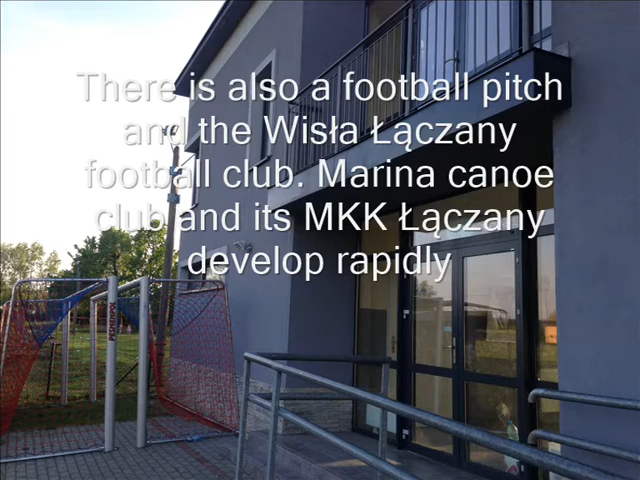 There is also a football pitch
and the Wisła Łączany
football club. Marina canoe
club and its MKK Łączany
develop rapidly